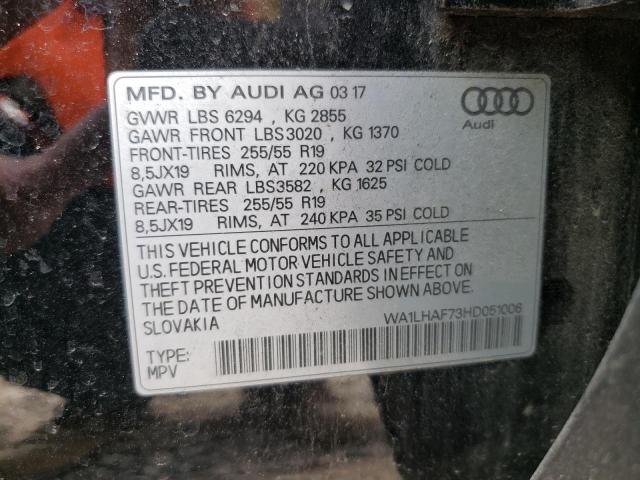 MFD. BY AUDI AG 03 17
GVWR LBS 6294 , KG 2855
GAWR FRONT LBS3020 , KG 1370
FRONT-TIRES 255/55 R19
8,5JX19 RIMS, AT 220 KPA 32 PSI COLD
GAWR REAR LBS3582 , KG 1625
REAR-TIRES 255/55 R19
8,5JX19 RIMS, AT 240 KPA 35 PSI COLD
Audi
THIS VEHICLE CONFORMS TO ALL APPLICABLE
U.S. FEDERAL MOTOR VEHICLE SAFETY AND
THEFT PREVENTION STANDARDS IN EFFECT ON
THE DATE OF MANUFACTURE SHOWN ABOVE.
SLOVAKIA
WA1LHAF73HD051006
TYPE:
MPV